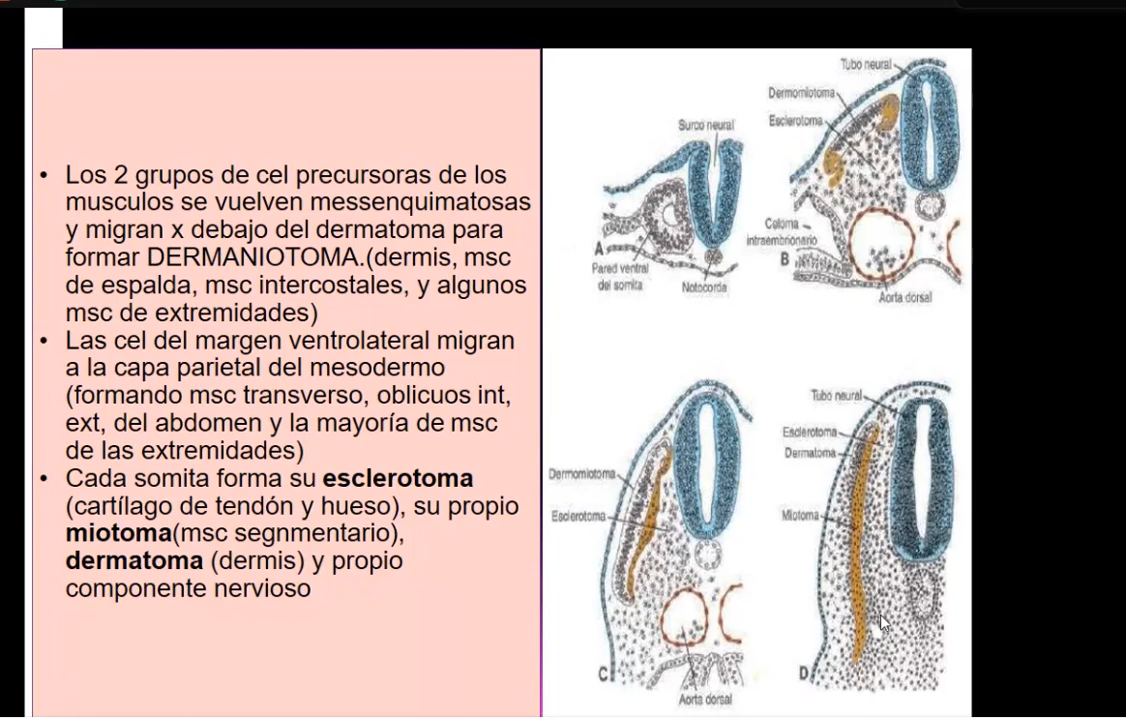 • Los 2 grupos de cel precursoras de los
musculos se vuelven messenquimatosas
y migran x debajo del dermatoma para
formar DERMANIOTOMA.(dermis, msc
de espalda, msc intercostales, y algunos
msc de extremidades)
• Las cel del margen ventrolateral migran
a la capa parietal del mesodermo
(formando msc transverso, oblicuos int,
ext, del abdomen y la mayoría de msc
de las extremidades)
• Cada somita forma su esclerotoma
(cartílago de tendón y hueso), su propio
miotoma(msc segnmentario),
dermatoma (dermis) y propio
componente nervioso
Surco neural
A
Pared ventral
del somita
Notocorda
Tubo neural
Dermomiotoma
Esclerotoma
Celoma
intraembrionario
B
Aorta dorsal
Dermomiotoma
Esclerotoma
C
Aorta dorsal
Tubo neural
Esclerotoma
Dermatoma
Miotoma
D